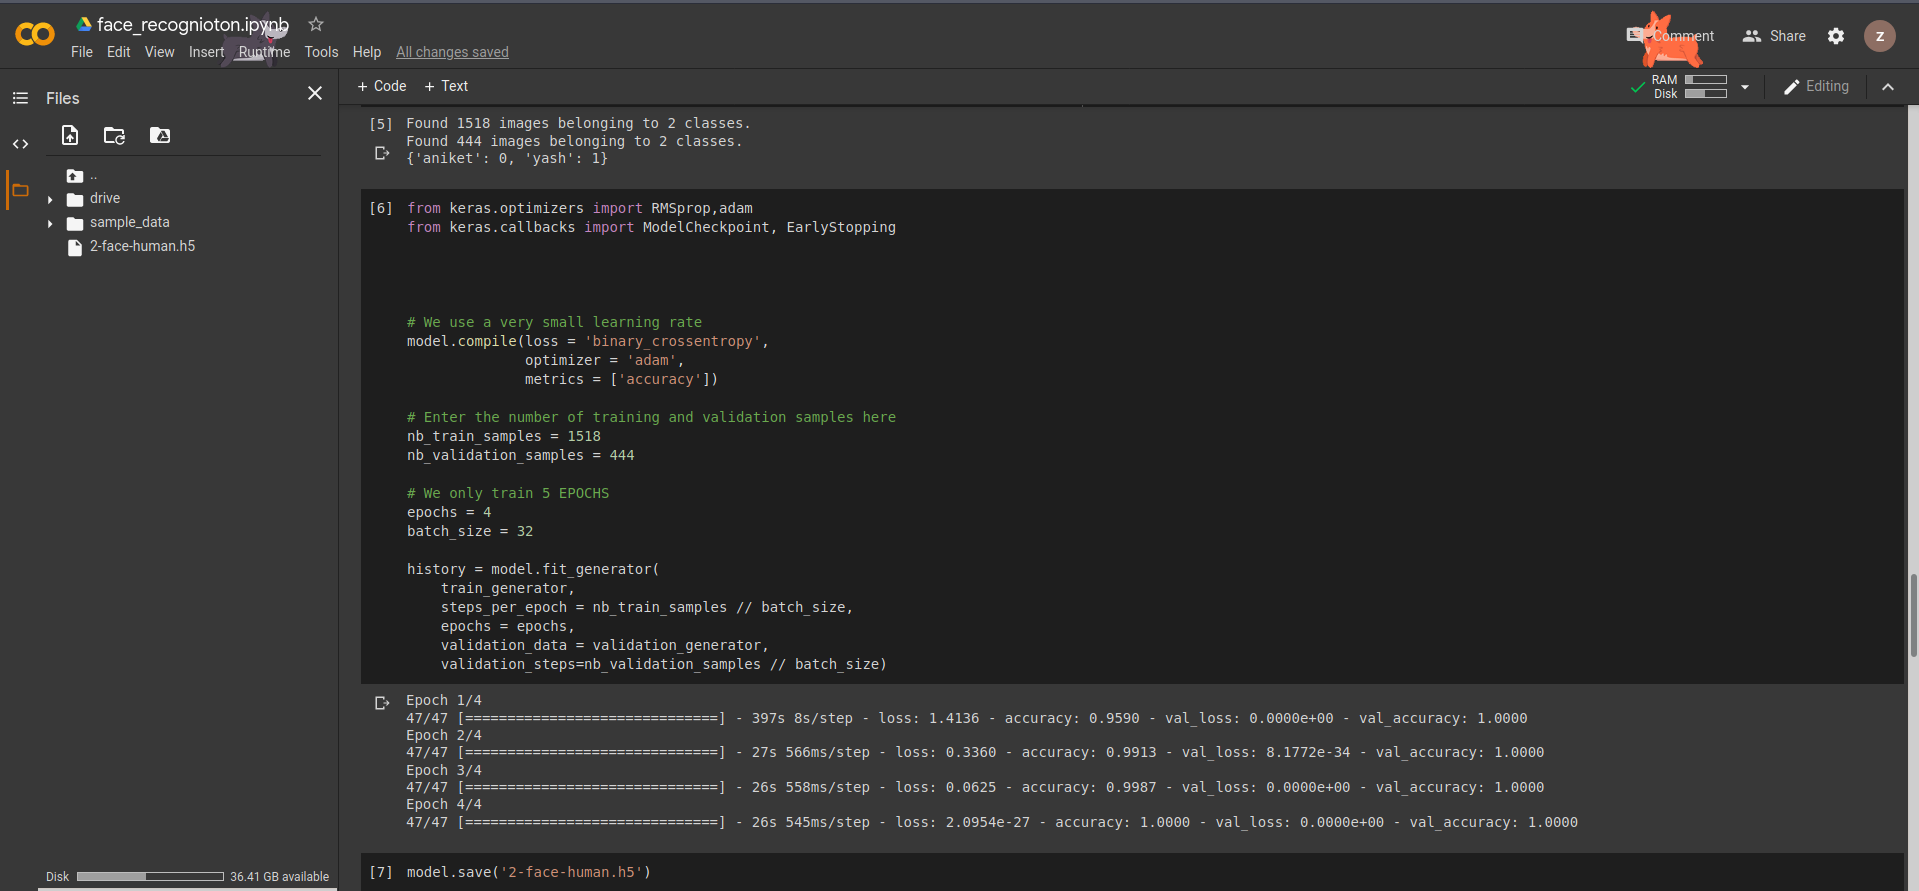 face_recognioton.ipynb
File Edit View Insert Runtime Tools Help All changes saved
Comment Share Z
Files
+ Code + Text
RAM
Disk
Editing
..
drive
sample_data
2-face-human.h5
Disk 36.41 GB available
[5] Found 1518 images belonging to 2 classes.
Found 444 images belonging to 2 classes.
{'aniket': 0, 'yash': 1}
[6] from keras.optimizers import RMSprop,adam
from keras.callbacks import ModelCheckpoint, EarlyStopping
# We use a very small learning rate
model.compile(loss = 'binary_crossentropy',
optimizer = 'adam',
metrics = ['accuracy'])
# Enter the number of training and validation samples here
nb_train_samples = 1518
nb_validation_samples = 444
# We only train 5 EPOCHS
epochs = 4
batch_size = 32
history = model.fit_generator(
train_generator,
steps_per_epoch = nb_train_samples // batch_size,
epochs = epochs,
validation_data = validation_generator,
validation_steps=nb_validation_samples // batch_size)
Epoch 1/4
47/47 [==============================] - 397s 8s/step - loss: 1.4136 - accuracy: 0.9590 - val_loss: 0.0000e+00 - val_accuracy: 1.0000
Epoch 2/4
47/47 [==============================] - 27s 566ms/step - loss: 0.3360 - accuracy: 0.9913 - val_loss: 8.1772e-34 - val_accuracy: 1.0000
Epoch 3/4
47/47 [==============================] - 26s 558ms/step - loss: 0.0625 - accuracy: 0.9987 - val_loss: 0.0000e+00 - val_accuracy: 1.0000
Epoch 4/4
47/47 [==============================] - 26s 545ms/step - loss: 2.0954e-27 - accuracy: 1.0000 - val_loss: 0.0000e+00 - val_accuracy: 1.0000
[7] model.save('2-face-human.h5')